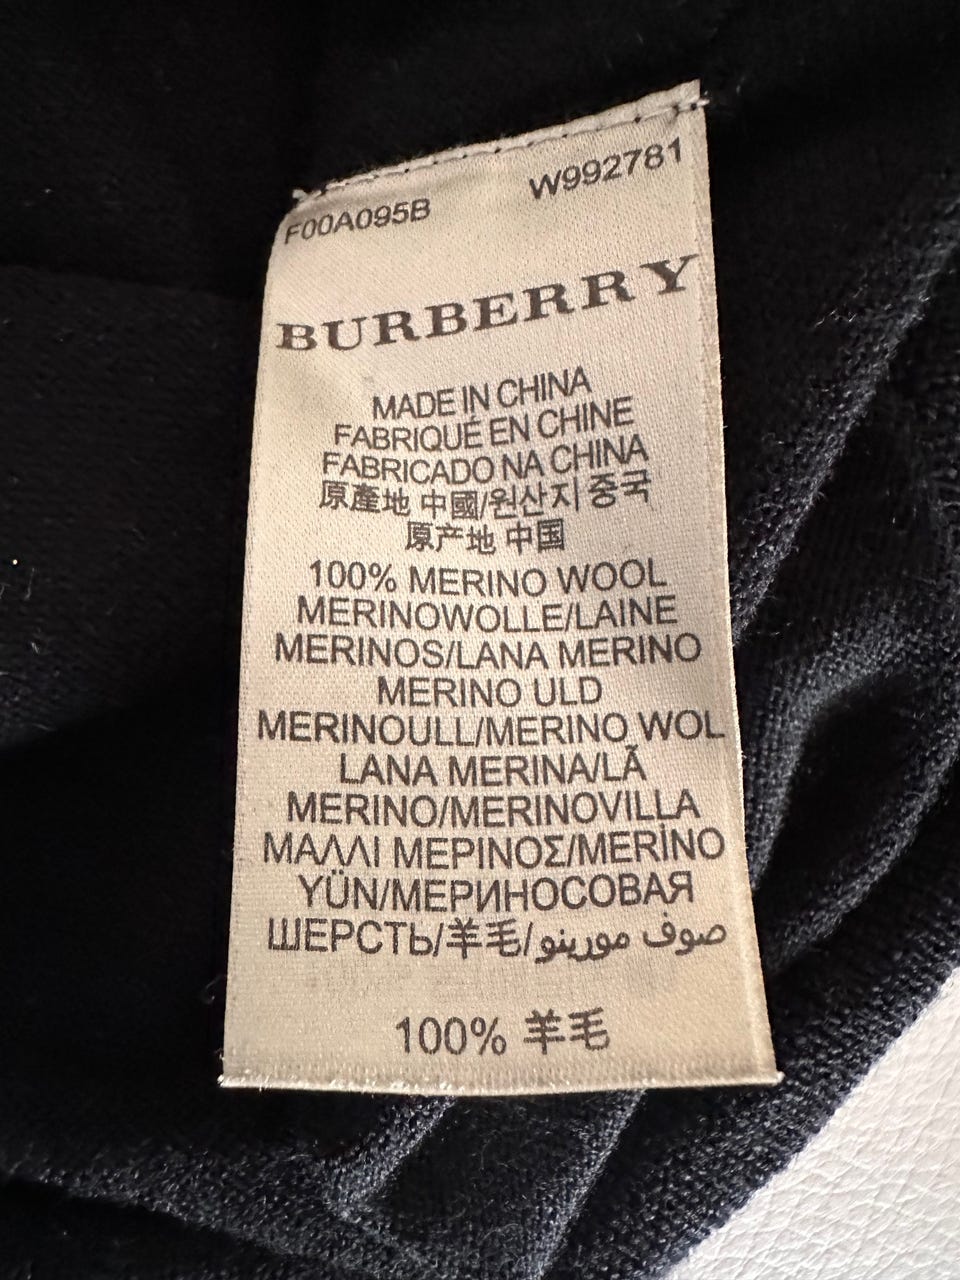 F00A095B W992781
BURBERRY
MADE IN CHINA
FABRIQUÉ EN CHINE
FABRICADO NA CHINA
原產地 中國/원산지 중국
原产地 中国
100% MERINO WOOL
MERINOWOLLE/LAINE
MERINOS/LANA MERINO
MERINO ULD
MERINOULL/MERINO WOL
LANA MERINA/LÃ
MERINO/MERINOVILLA
ΜΑΛΛΙ ΜΕΡΙΝΟΣ/MERİNO
YÜN/МЕРИНОСОВАЯ
ШЕРСТЬ/羊毛/صوف مورينو
100% 羊毛